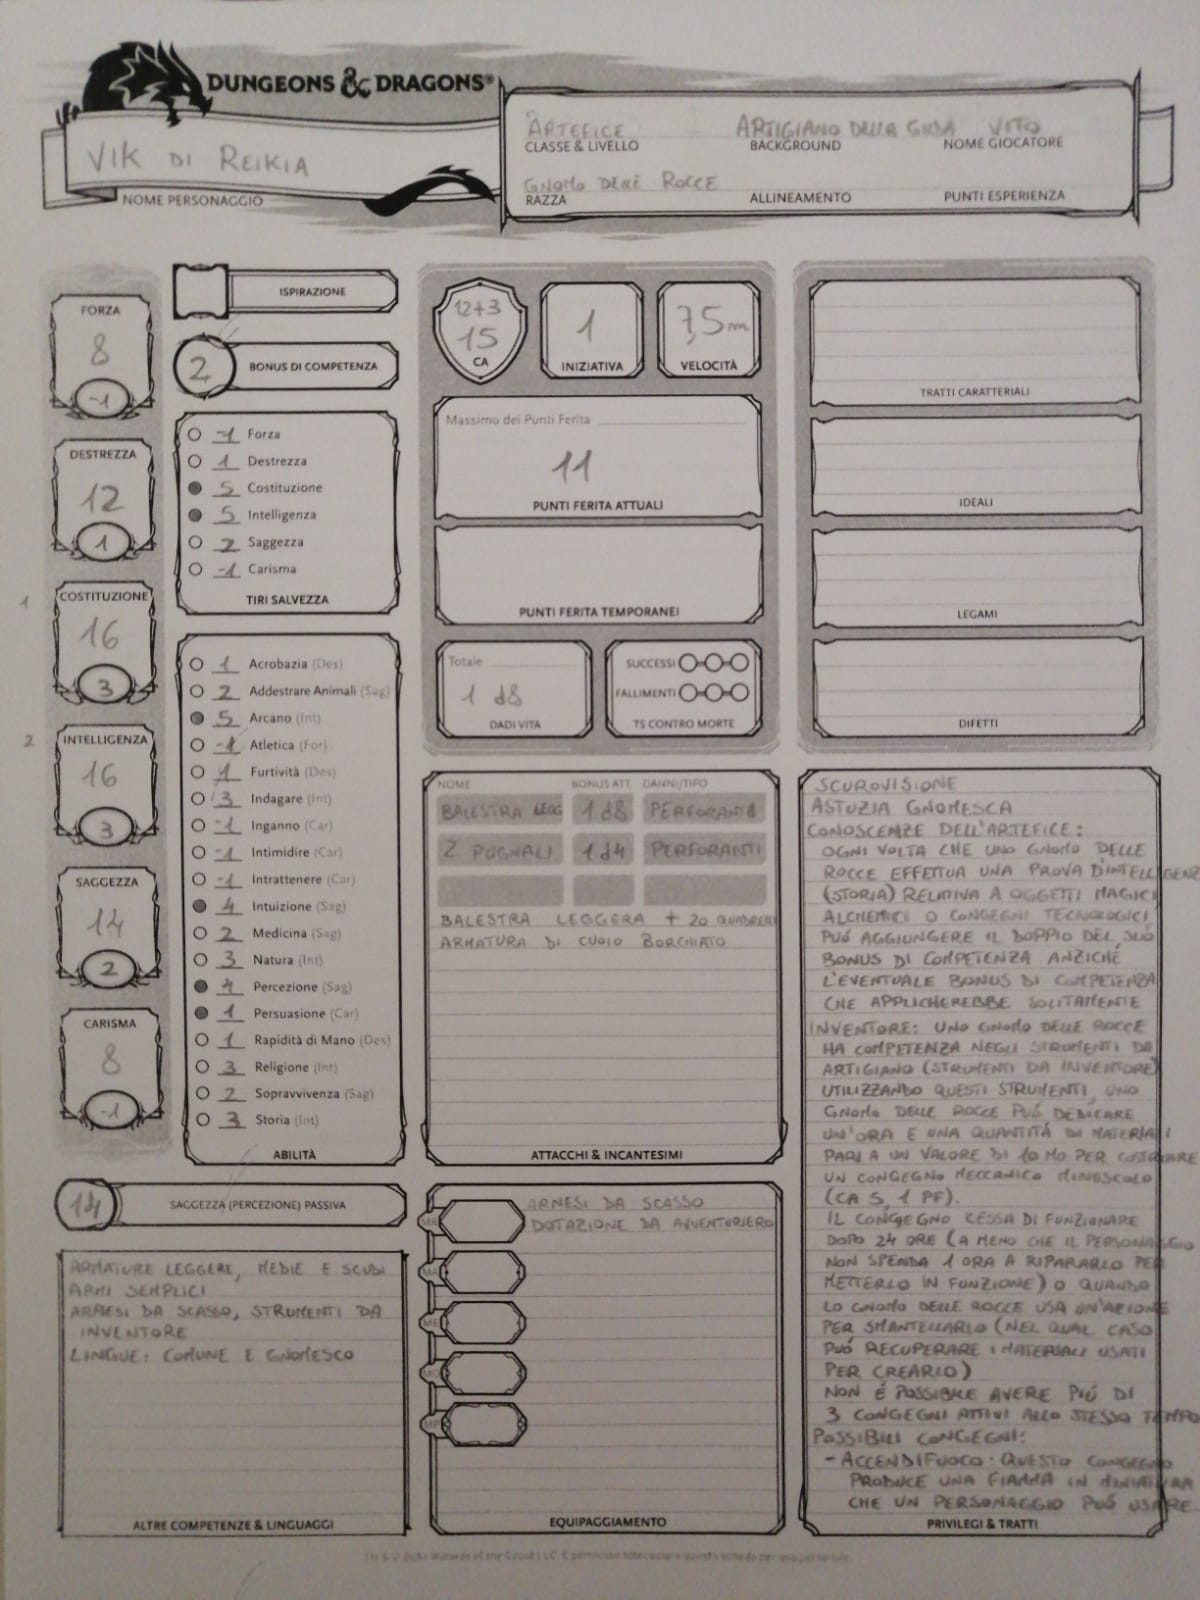 DUNGEONS & DRAGONS®
VIK DI REIKIA
NOME PERSONAGGIO
ARTEFICE
CLASSE & LIVELLO
ARTIGIANO DELLA GILDA
BACKGROUND
VITO
NOME GIOCATORE
GNOMO DELLE ROCCE
RAZZA
ALLINEAMENTO
PUNTI ESPERIENZA
FORZA
8
-1
DESTREZZA
12
1
1
COSTITUZIONE
16
3
2
INTELLIGENZA
16
3
SAGGEZZA
14
2
CARISMA
8
-1
ISPIRAZIONE
2
BONUS DI COMPETENZA
-1 Forza
1 Destrezza
5 Costituzione
5 Intelligenza
2 Saggezza
-1 Carisma
TIRI SALVEZZA
1 Acrobazia (Des)
2 Addestrare Animali (Sag)
5 Arcano (Int)
-1 Atletica (For)
1 Furtività (Des)
3 Indagare (Int)
-1 Inganno (Car)
-1 Intimidire (Car)
-1 Intrattenere (Car)
4 Intuizione (Sag)
2 Medicina (Sag)
3 Natura (Int)
4 Percezione (Sag)
1 Persuasione (Car)
1 Rapidità di Mano (Des)
3 Religione (Int)
2 Sopravvivenza (Sag)
3 Storia (Int)
ABILITÀ
14
SAGGEZZA (PERCEZIONE) PASSIVA
ARMATURE LEGGERE, MEDIE E SCUDI
ARMI SEMPLICI
ARNESI DA SCASSO, STRUMENTI DA
INVENTORE
LINGUE: COMUNE E GNOMESCO
ALTRE COMPETENZE & LINGUAGGI
12+3
15
CA
1
INIZIATIVA
7,5m
VELOCITÀ
Massimo dei Punti Ferita
11
PUNTI FERITA ATTUALI
PUNTI FERITA TEMPORANEI
Totale
1 d8
DADI VITA
SUCCESSI
FALLIMENTI
TS CONTRO MORTE
NOME BONUS ATT. DANNI/TIPO
BALESTRA LEGG 1d8 PERFORANTI
2 PUGNALI 1d4 PERFORANTI
BALESTRA LEGGERA + 20 QUADRELLI
ARMATURA DI CUOIO BORCHIATO
ATTACCHI & INCANTESIMI
MR
MA
ME
MO
MP
ARNESI DA SCASSO
DOTAZIONE DA AVVENTURIERO
EQUIPAGGIAMENTO
TRATTI CARATTERIALI
IDEALI
LEGAMI
DIFETTI
SCUROVISIONE
ASTUZIA GNOMESCA
CONOSCENZE DELL'ARTEFICE:
OGNI VOLTA CHE UNO GNOMO DELLE
ROCCE EFFETTUA UNA PROVA D'INTELLIGENZ
(STORIA) RELATIVA A OGGETTI MAGICI
ALCHEMICI O CONGEGNI TECNOLOGICI,
PUÓ AGGIUNGERE IL DOPPIO DEL SUO
BONUS DI COMPETENZA ANZICHÉ
L'EVENTUALE BONUS DI COMPETENZA
CHE APPLICHEREBBE SOLITAMENTE
INVENTORE: UNO GNOMO DELLE ROCCE
HA COMPETENZA NEGLI STRUMENTI DA
ARTIGIANO (STRUMENTI DA INVENTORE)
UTILIZZANDO QUESTI STRUMENTI, UNO
GNOMO DELLE ROCCE PUÓ DEDICARE
UN'ORA E UNA QUANTITÁ DI MATERIALI
PARI A UN VALORE DI 10 MO PER COSTRUIRE
UN CONGEGNO MECCANICO MINUSCOLO
(CA 5, 1 PF).
IL CONGEGNO CESSA DI FUNZIONARE
DOPO 24 ORE (A MENO CHE IL PERSONAGGIO
NON SPENDA 1 ORA A RIPARARLO PER
METTERLO IN FUNZIONE) O QUANDO
LO GNOMO DELLE ROCCE USA UN'AZIONE
PER SMANTELLARLO (NEL QUAL CASO
PUÓ RECUPERARE I MATERIALI USATI
PER CREARLO)
NON É POSSIBILE AVERE PIÚ DI
3 CONGEGNI ATTIVI ALLO STESSO TEMPO
POSSIBILI CONGEGNI:
- ACCENDIFUOCO: QUESTO CONGEGNO
PRODUCE UNA FIAMMA IN MINIATURA
CHE UN PERSONAGGIO PUÓ USARE
PRIVILEGI & TRATTI